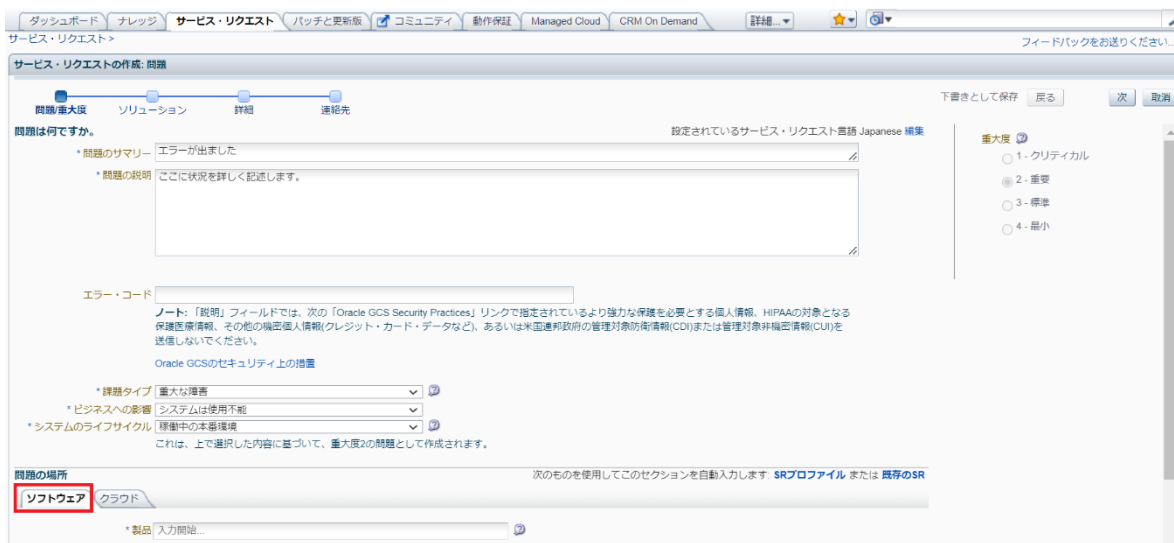 ダッシュボード ナレッジ サービス・リクエスト パッチと更新版 コミュニティ 動作保証 Managed Cloud CRM On Demand 詳細...
サービス・リクエスト >
フィードバックをお送りください...
サービス・リクエストの作成: 問題
問題/重大度 ソリューション 詳細 連絡先
下書きとして保存 戻る 次 取消
問題は何ですか。
設定されているサービス・リクエスト言語 Japanese 編集
重大度
1 - クリティカル
2 - 重要
3 - 標準
4 - 最小
* 問題のサマリー エラーが出ました
* 問題の説明 ここに状況を詳しく記述します。
エラー・コード
ノート: 「説明」フィールドでは、次の「Oracle GCS Security Practices」リンクで指定されているより強力な保護を必要とする個人情報、HIPAAの対象となる
保護医療情報、その他の機密個人情報(クレジット・カード・データなど)、あるいは米国連邦政府の管理対象防衛情報(CDI)または管理対象非機密情報(CUI)を
送信しないでください。
Oracle GCSのセキュリティ上の措置
* 課題タイプ 重大な障害
* ビジネスへの影響 システムは使用不能
* システムのライフサイクル 稼働中の本番環境
これは、上で選択した内容に基づいて、重大度2の問題として作成されます。
問題の場所
次のものを使用してこのセクションを自動入力します: SRプロファイル または 既存のSR
ソフトウェア クラウド
* 製品 入力開始...